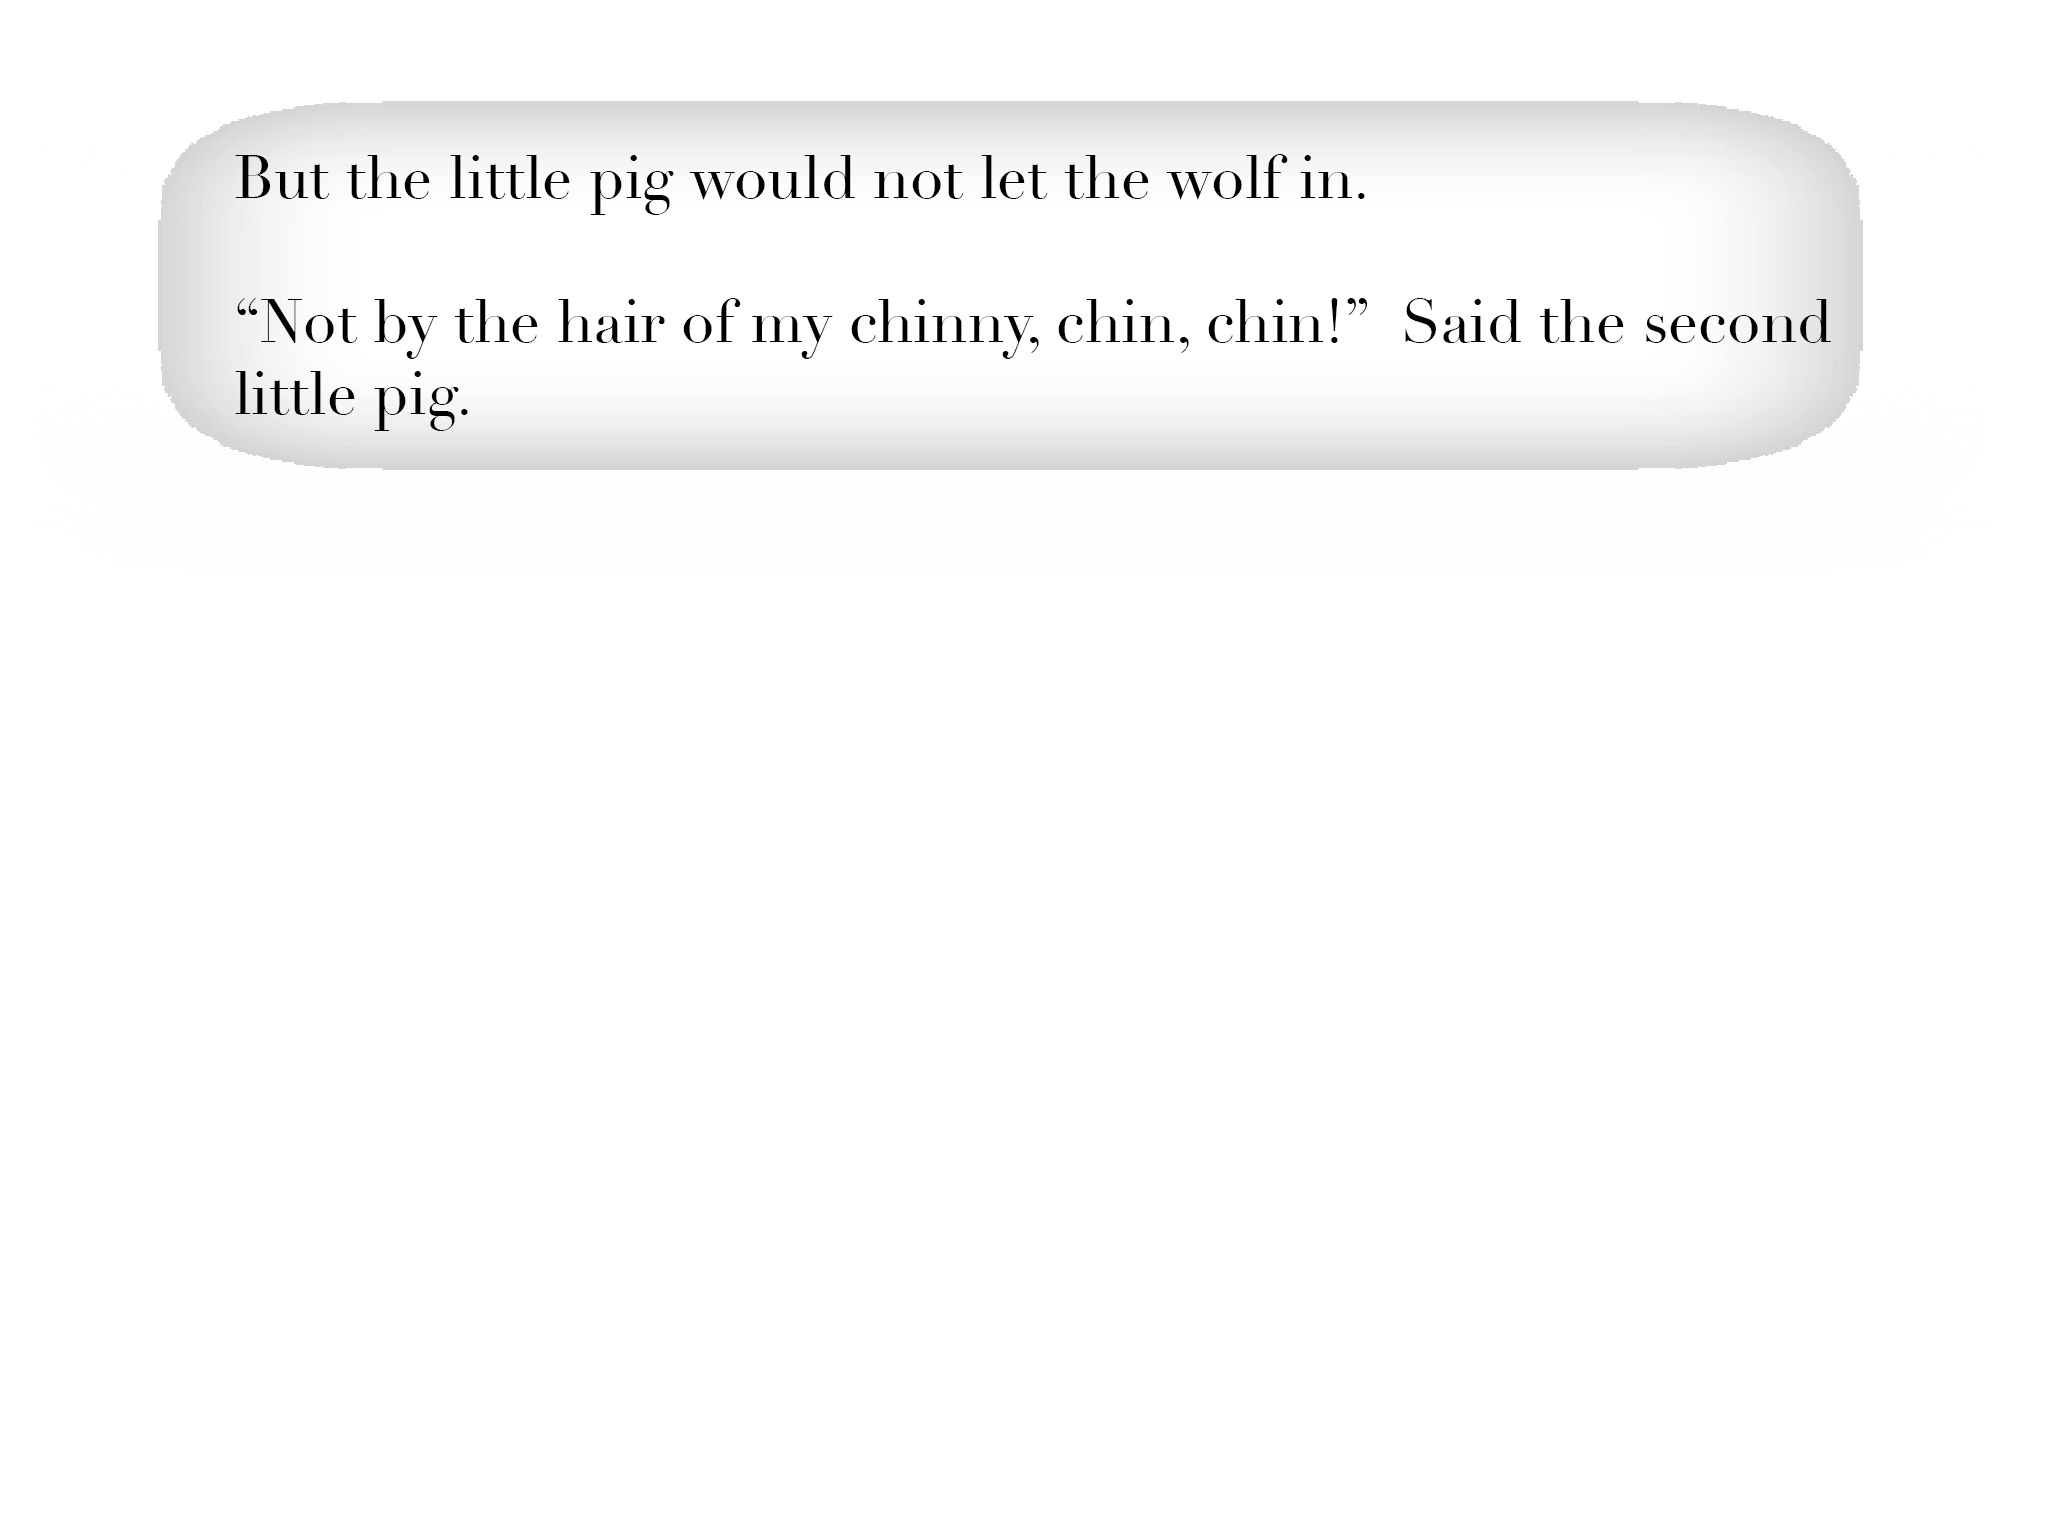 But the little pig would not let the wolf in.
“Not by the hair of my chinny, chin, chin!”  Said the second
little pig.